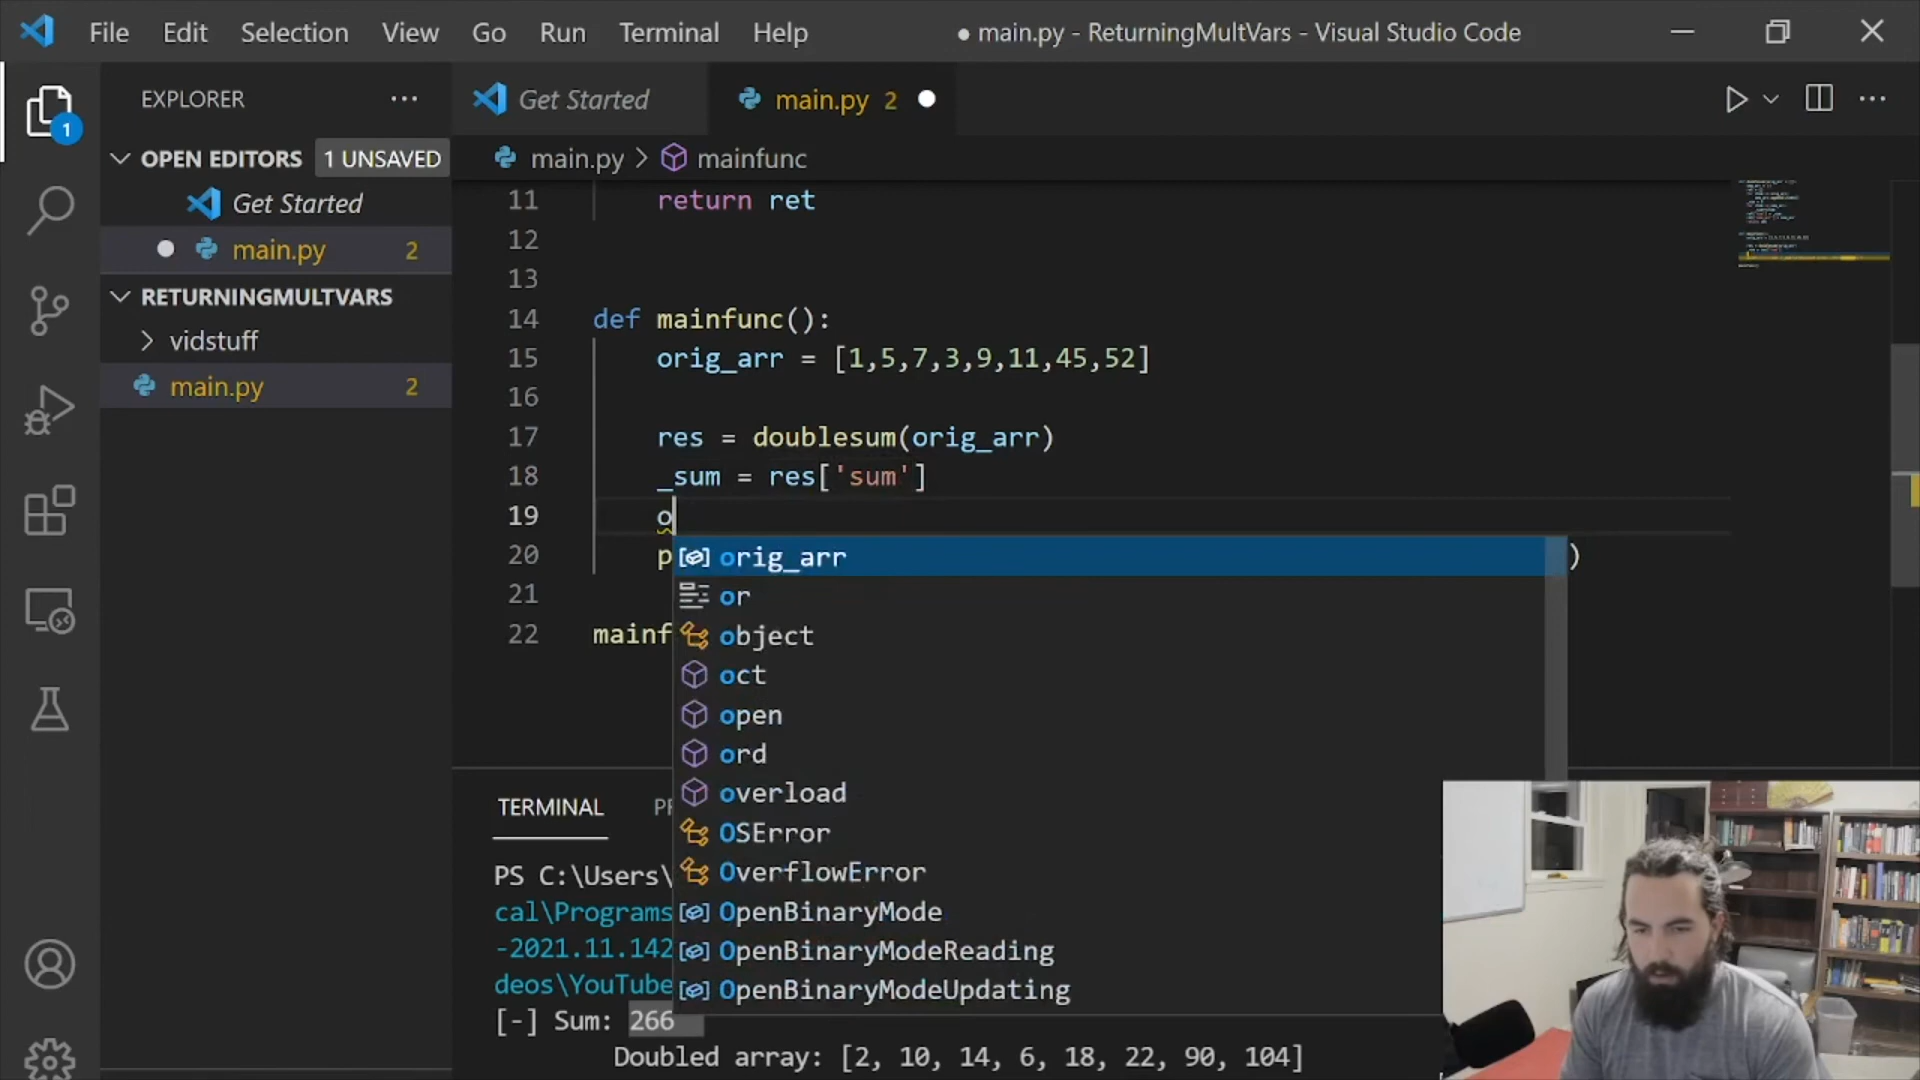 File Edit Selection View Go Run Terminal Help ● main.py - ReturningMultVars - Visual Studio Code
EXPLORER ...
Get Started
main.py 2
1
OPEN EDITORS 1 UNSAVED
Get Started
main.py 2
RETURNINGMULTVARS
vidstuff
main.py 2
main.py > mainfunc
11 return ret
12
13
14 def mainfunc():
15 orig_arr = [1,5,7,3,9,11,45,52]
16
17 res = doublesum(orig_arr)
18 _sum = res['sum']
19 o
20 p )
21
22 mainf
orig_arr
or
object
oct
open
ord
overload
OSError
OverflowError
OpenBinaryMode
OpenBinaryModeReading
OpenBinaryModeUpdating
TERMINAL PR
PS C:\Users\
cal\Programs
-2021.11.142
deos\YouTube
[-] Sum: 266
Doubled array: [2, 10, 14, 6, 18, 22, 90, 104]